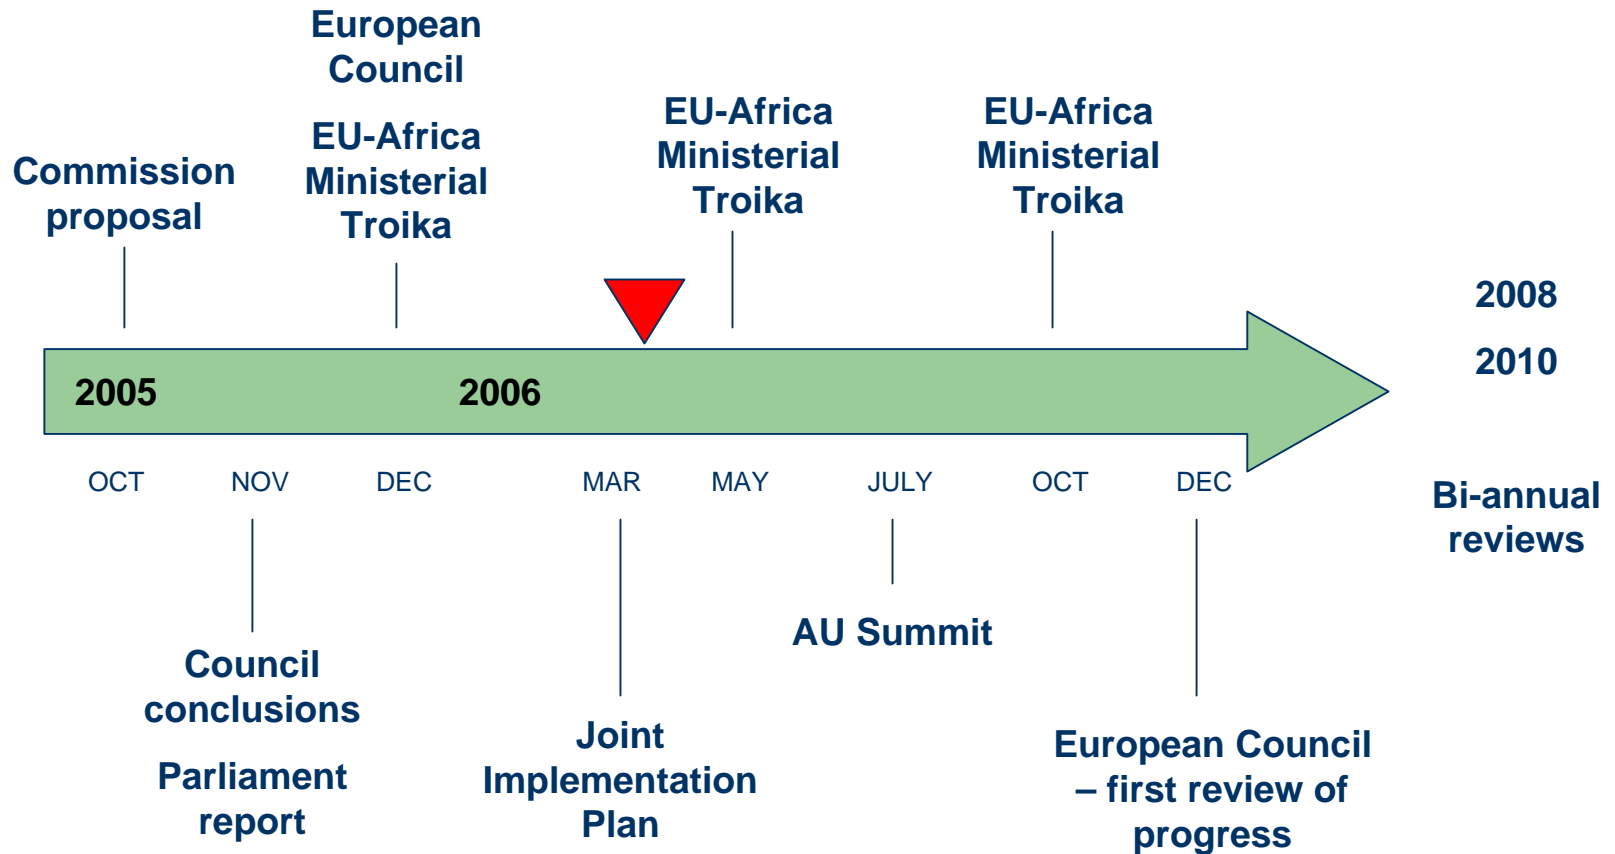 European
Council
EU-Africa
Ministerial
Troika
Commission
proposal
EU-Africa
Ministerial
Troika
EU-Africa
Ministerial
Troika
2008
2010
2005
2006
OCT
NOV
DEC
MAR
MAY
JULY
OCT
DEC
Bi-annual
reviews
Council
conclusions
Parliament
report
Joint
Implementation
Plan
AU Summit
European Council
– first review of
progress